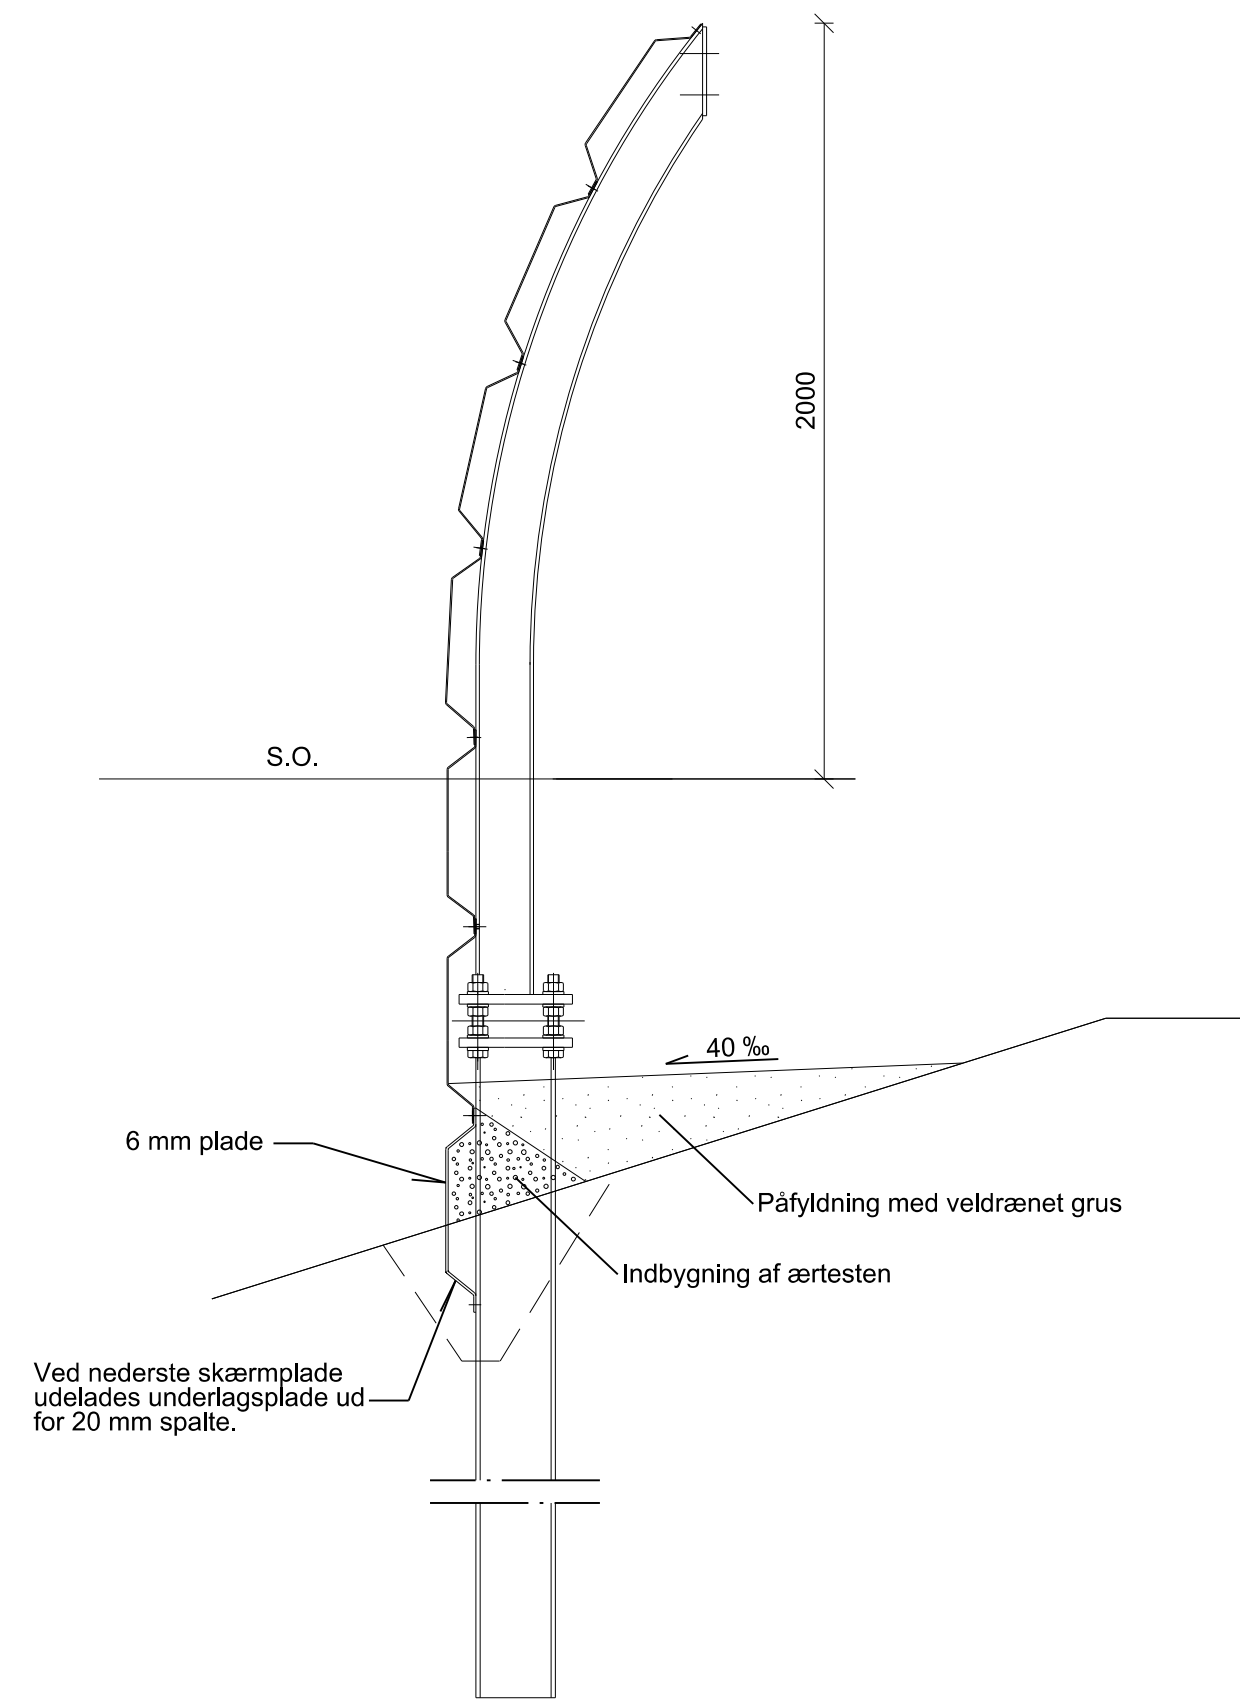 2000
S.O.
40 ‰
6 mm plade
Påfyldning med veldrænet grus
Indbygning af ærtesten
Ved nederste skærmplade
udelades underlagsplade ud
for 20 mm spalte.